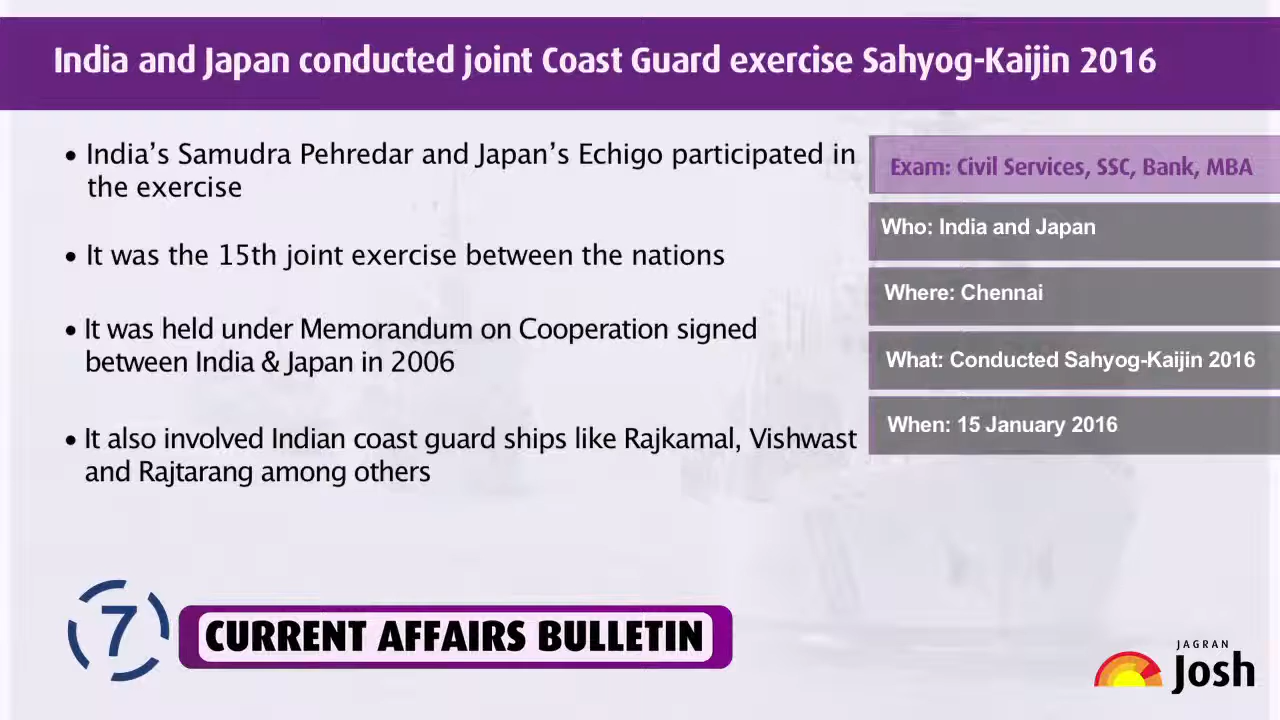 India and Japan conducted joint Coast Guard exercise Sahyog-Kaijin 2016
• India's Samudra Pehredar and Japan's Echigo participated in
the exercise
• It was the 15th joint exercise between the nations
• It was held under Memorandum on Cooperation signed
between India & Japan in 2006
• It also involved Indian coast guard ships like Rajkamal, Vishwast
and Rajtarang among others
Exam: Civil Services, SSC, Bank, MBA
Who: India and Japan
Where: Chennai
What: Conducted Sahyog-Kaijin 2016
When: 15 January 2016
7
CURRENT AFFAIRS BULLETIN
JAGRAN
Josh